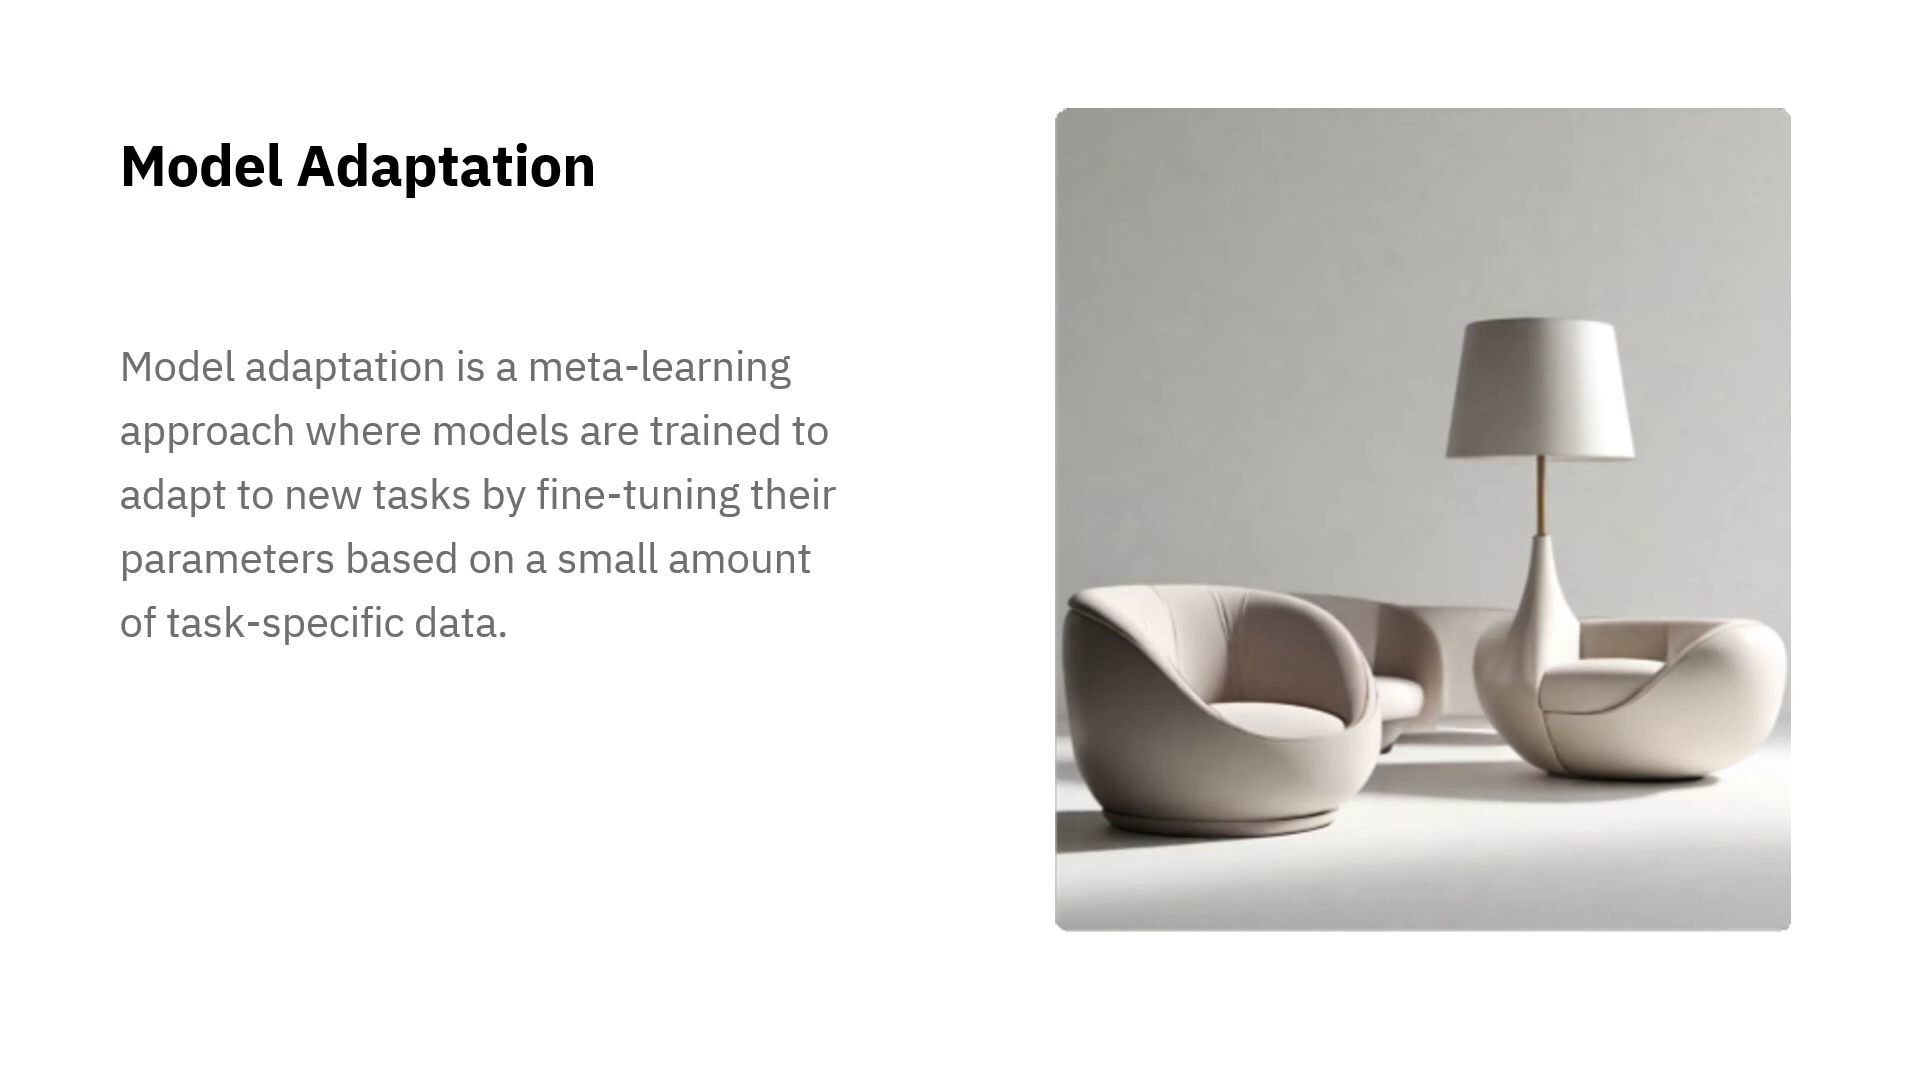 Model Adaptation
Model adaptation is a meta-learning
approach where models are trained to
adapt to new tasks by fine-tuning their
parameters based on a small amount
of task-specific data.